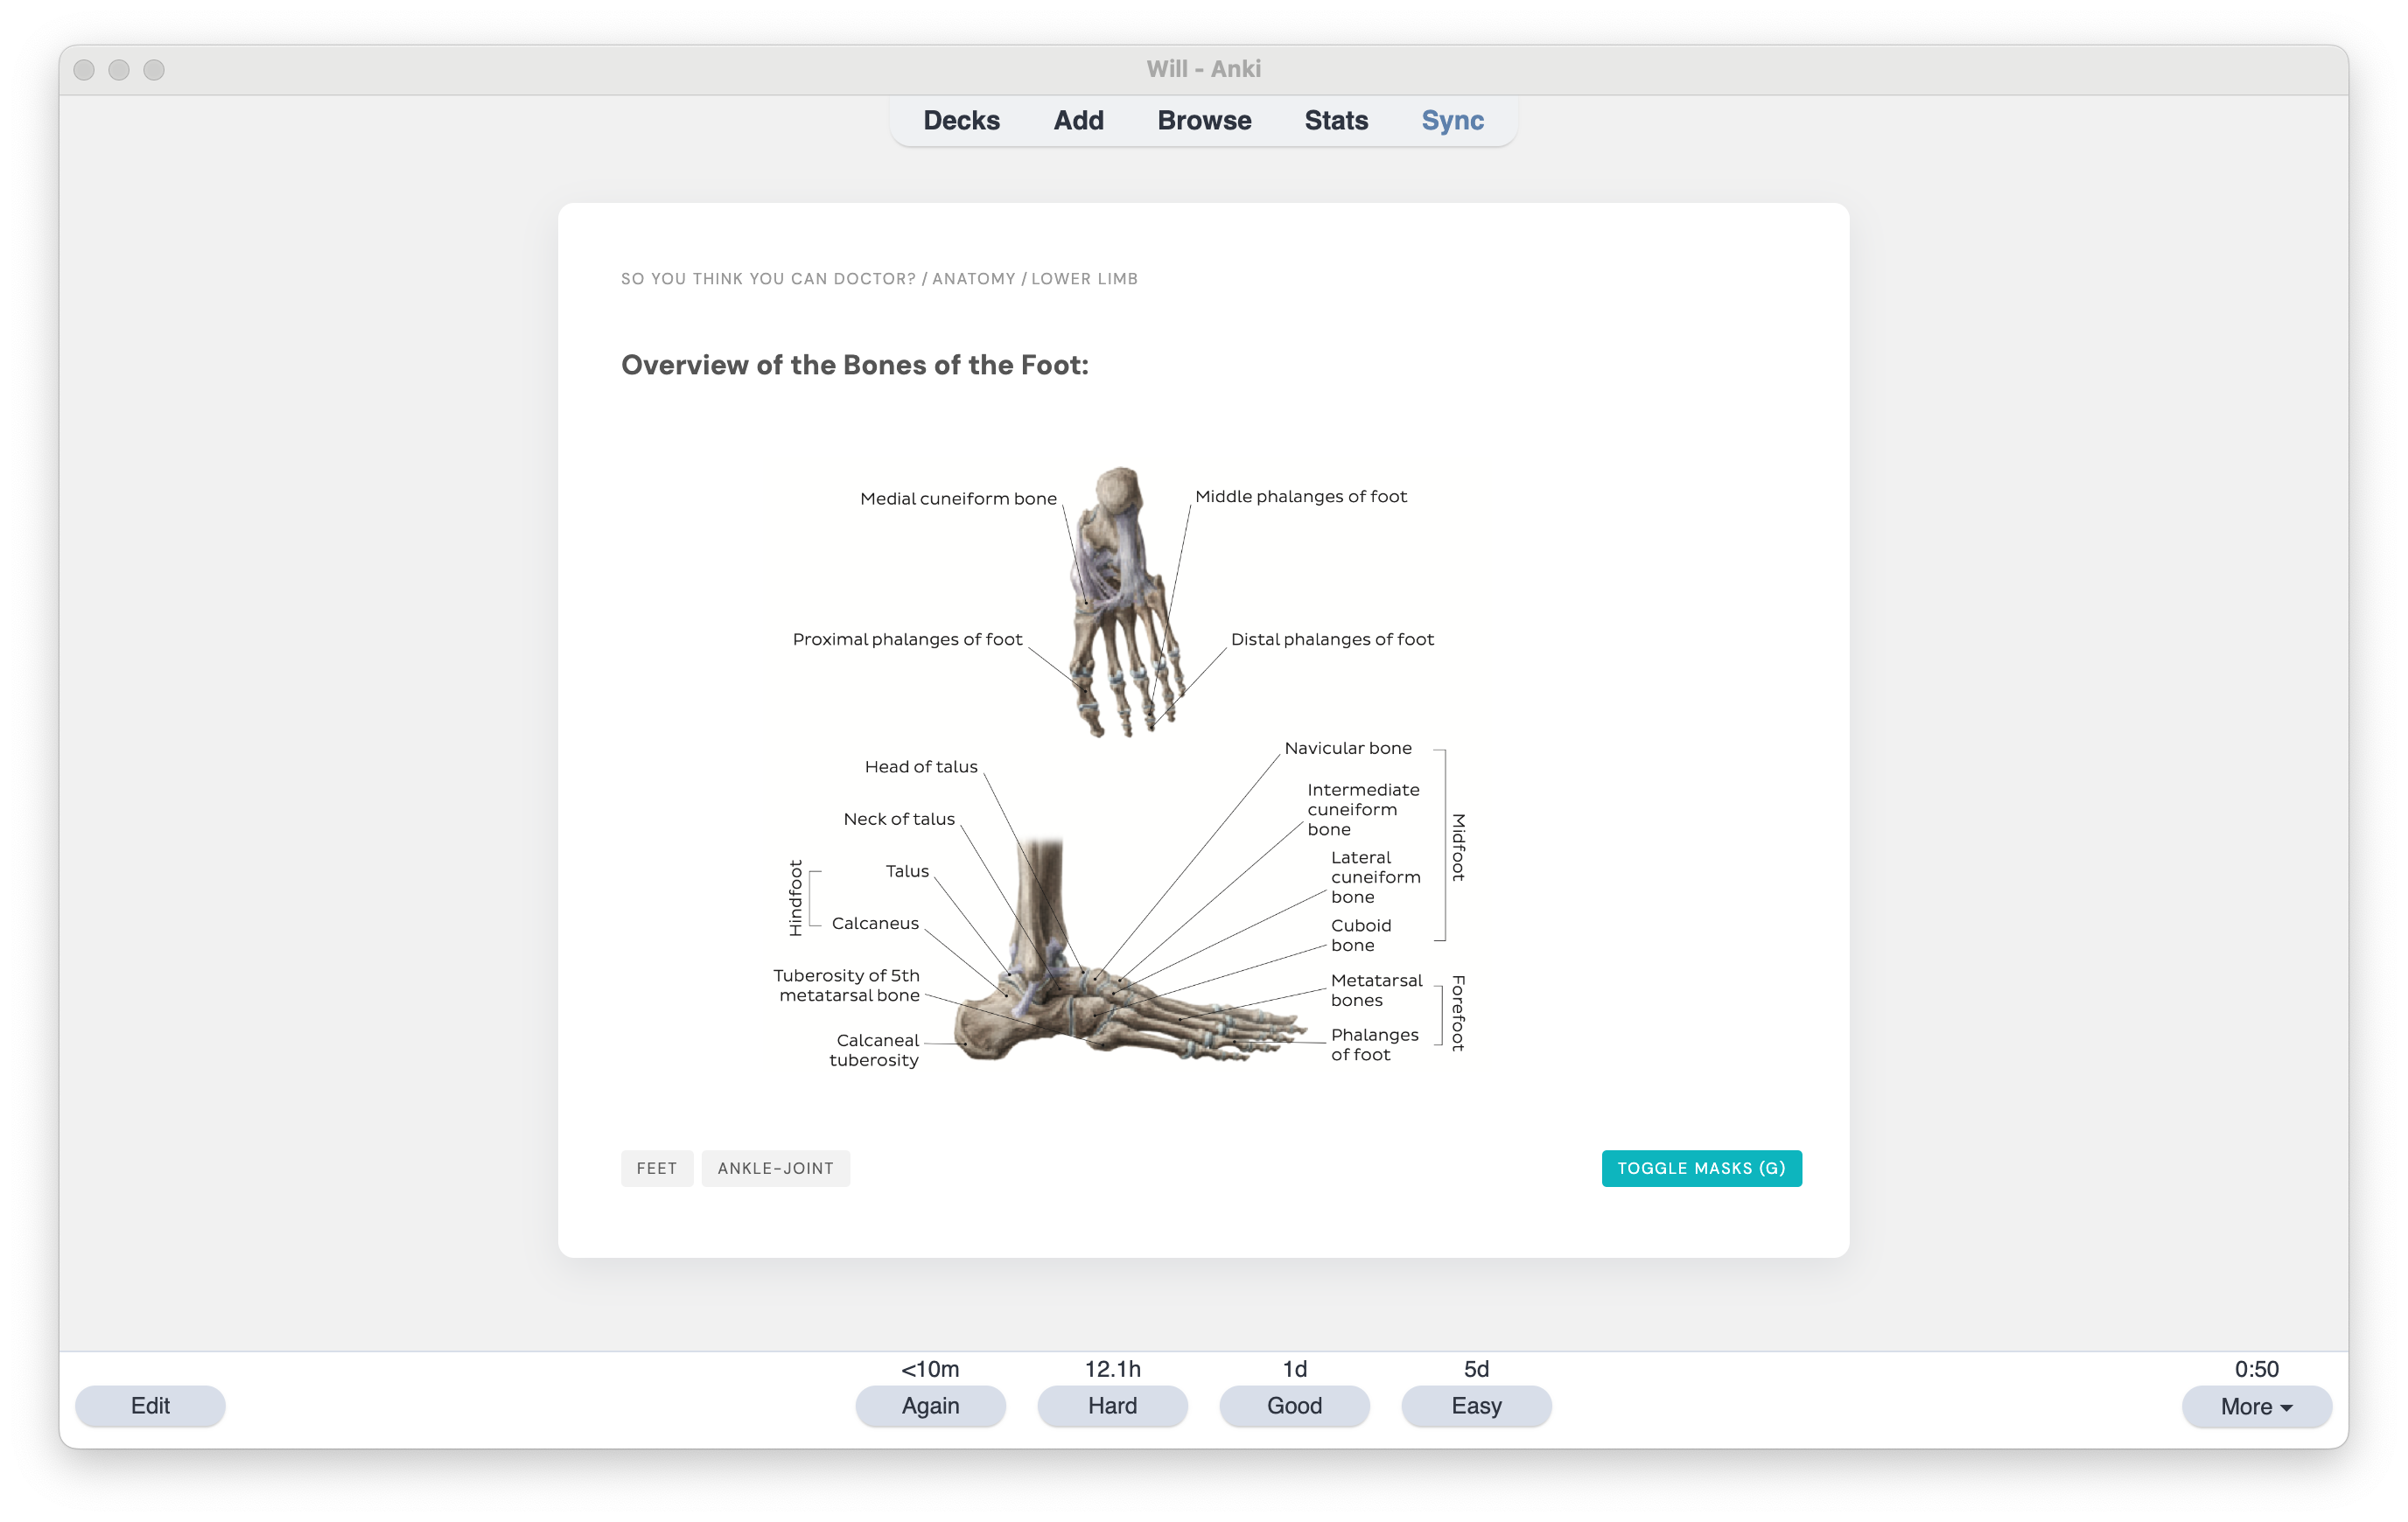 Will - Anki
Decks Add Browse Stats Sync
SO YOU THINK YOU CAN DOCTOR? / ANATOMY / LOWER LIMB
Overview of the Bones of the Foot:
Medial cuneiform bone
Middle phalanges of foot
Proximal phalanges of foot
Distal phalanges of foot
Head of talus
Neck of talus
Talus
Calcaneus
Hindfoot
Tuberosity of 5th
metatarsal bone
Calcaneal
tuberosity
Navicular bone
Intermediate
cuneiform
bone
Lateral
cuneiform
bone
Cuboid
bone
Midfoot
Metatarsal
bones
Phalanges
of foot
Forefoot
FEET ANKLE-JOINT
TOGGLE MASKS (G)
<10m 12.1h 1d 5d 0:50
Edit Again Hard Good Easy More